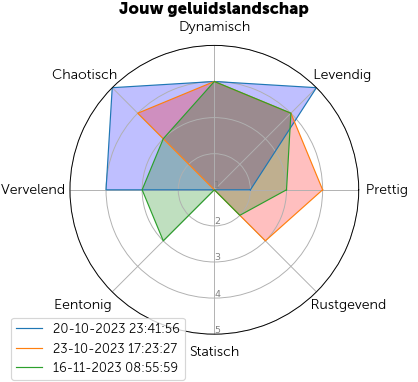 Jouw geluidslandschap
Dynamisch
Chaotisch
Levendig
Vervelend
Prettig
1
2
3
4
5
Eentonig
Rustgevend
Statisch
20-10-2023 23:41:56
23-10-2023 17:23:27
16-11-2023 08:55:59